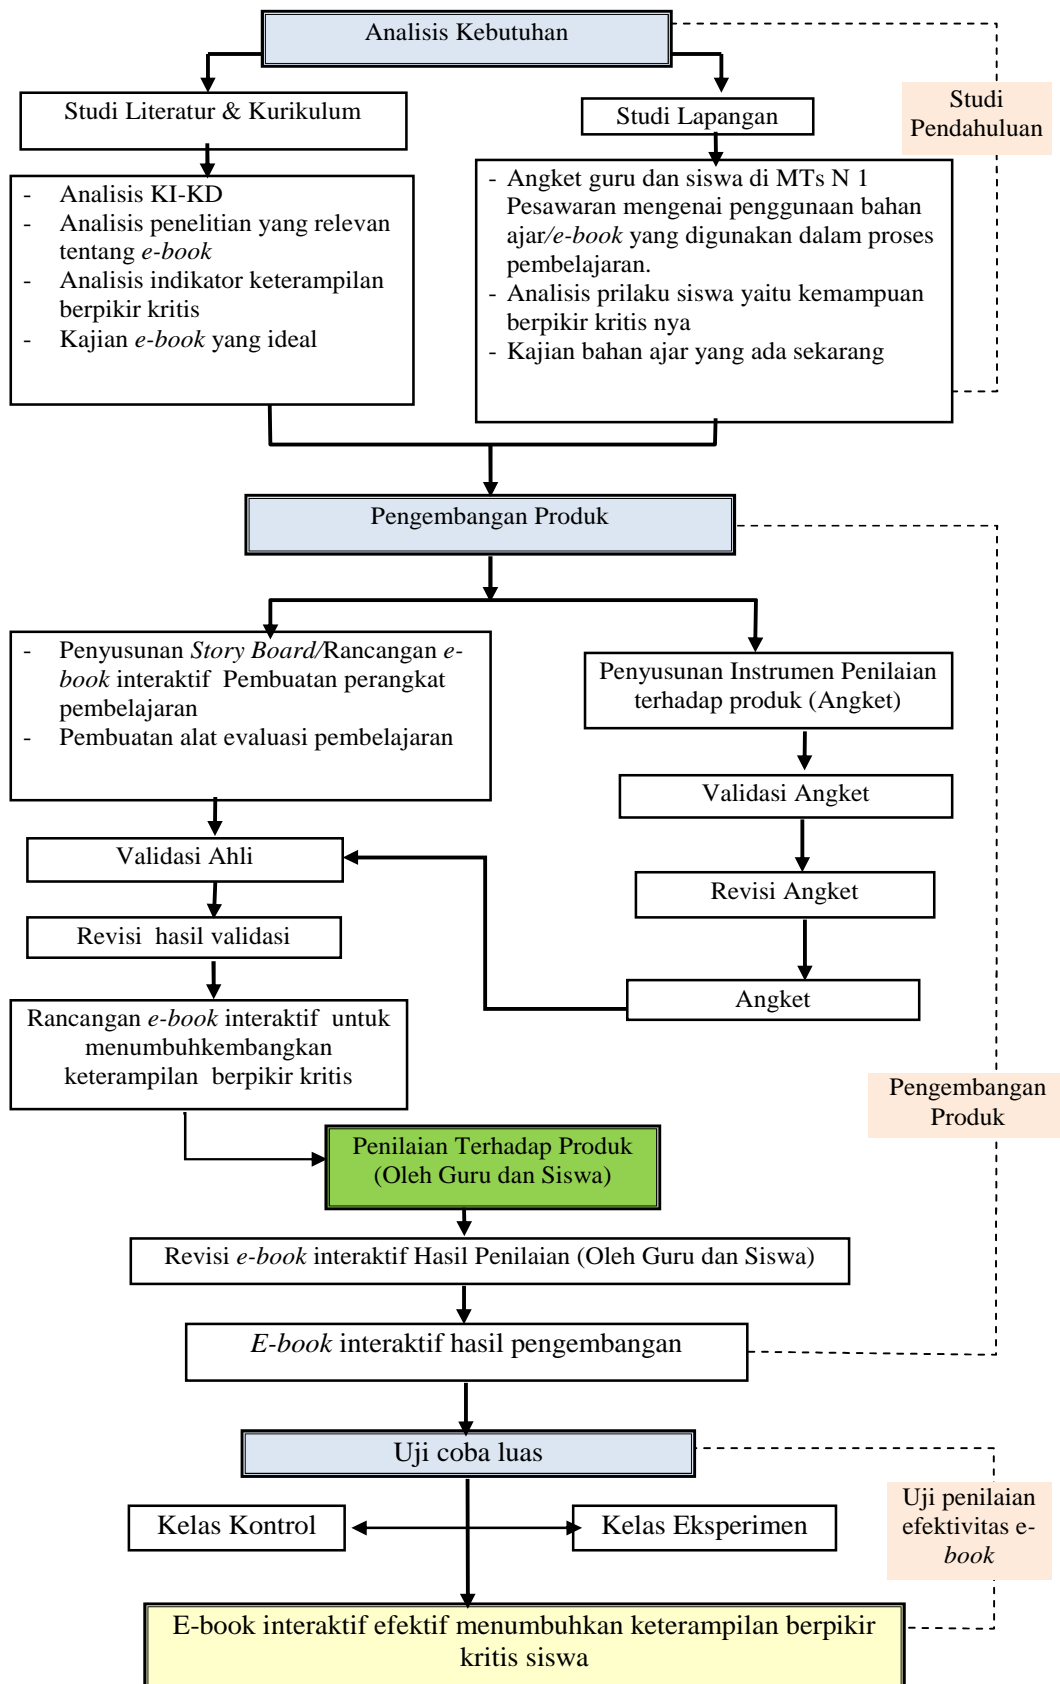 Analisis Kebutuhan
Studi Literatur & Kurikulum
Studi Lapangan
Studi
Pendahuluan
- Analisis KI-KD
- Analisis penelitian yang relevan
tentang e-book
- Analisis indikator keterampilan
berpikir kritis
- Kajian e-book yang ideal
- Angket guru dan siswa di MTs N 1
Pesawaran mengenai penggunaan bahan
ajar/e-book yang digunakan dalam proses
pembelajaran.
- Analisis prilaku siswa yaitu kemampuan
berpikir kritis nya
- Kajian bahan ajar yang ada sekarang
Pengembangan Produk
- Penyusunan Story Board/Rancangan e-
book interaktif Pembuatan perangkat
pembelajaran
- Pembuatan alat evaluasi pembelajaran
Penyusunan Instrumen Penilaian
terhadap produk (Angket)
Validasi Angket
Validasi Ahli
Revisi Angket
Revisi hasil validasi
Angket
Rancangan e-book interaktif untuk
menumbuhkembangkan
keterampilan berpikir kritis
Pengembangan
Produk
Penilaian Terhadap Produk
(Oleh Guru dan Siswa)
Revisi e-book interaktif Hasil Penilaian (Oleh Guru dan Siswa)
E-book interaktif hasil pengembangan
Uji coba luas
Kelas Kontrol
Kelas Eksperimen
Uji penilaian
efektivitas e-
book
E-book interaktif efektif menumbuhkan keterampilan berpikir
kritis siswa